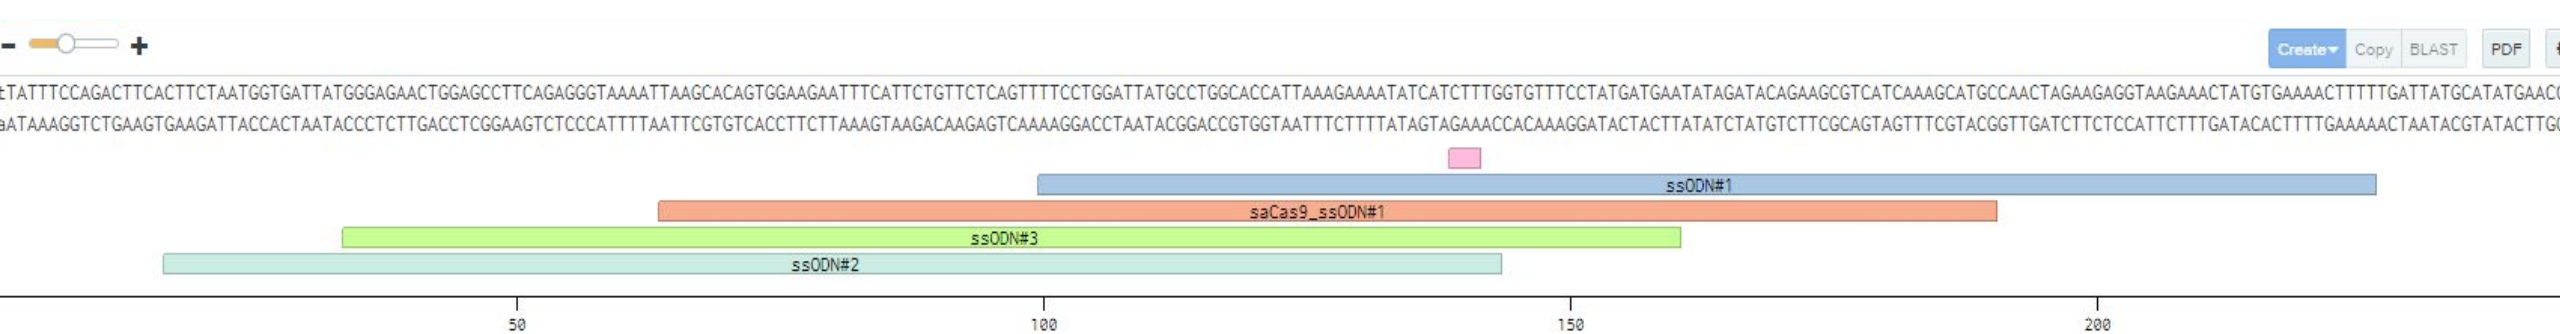 - +
Create▾ Copy BLAST PDF
tTATTTCCAGACTTCACTTCTAATGGTGATTATGGGAGAACTGGAGCCTTCAGAGGGTAAAATTAAGCACAGTGGAAGAATTTCATTCTGTTCTCAGTTTTCCTGGATTATGCCTGGCACCATTAAAGAAAATATCATCTTTGGTGTTTCCTATGATGAATATAGATACAGAAGCGTCATCAAAGCATGCCAACTAGAAGAGGTAAGAAACTATGTGAAAACTTTTTGATTATGCATATGAAC
aATAAAGGTCTGAAGTGAAGATTACCACTAATACCCTCTTGACCTCGGAAGTCTCCCATTTTAATTCGTGTCACCTTCTTAAAGTAAGACAAGAGTCAAAAGGACCTAATACGGACCGTGGTAATTTCTTTTATAGTAGAAACCACAAAGGATACTACTTATATCTATGTCTTCGCAGTAGTTTCGTACGGTTGATCTTCTCCATTCTTTGATACACTTTTGAAAAACTAATACGTATACTTG
ssODN#1
saCas9_ssODN#1
ssODN#3
ssODN#2
50 100 150 200